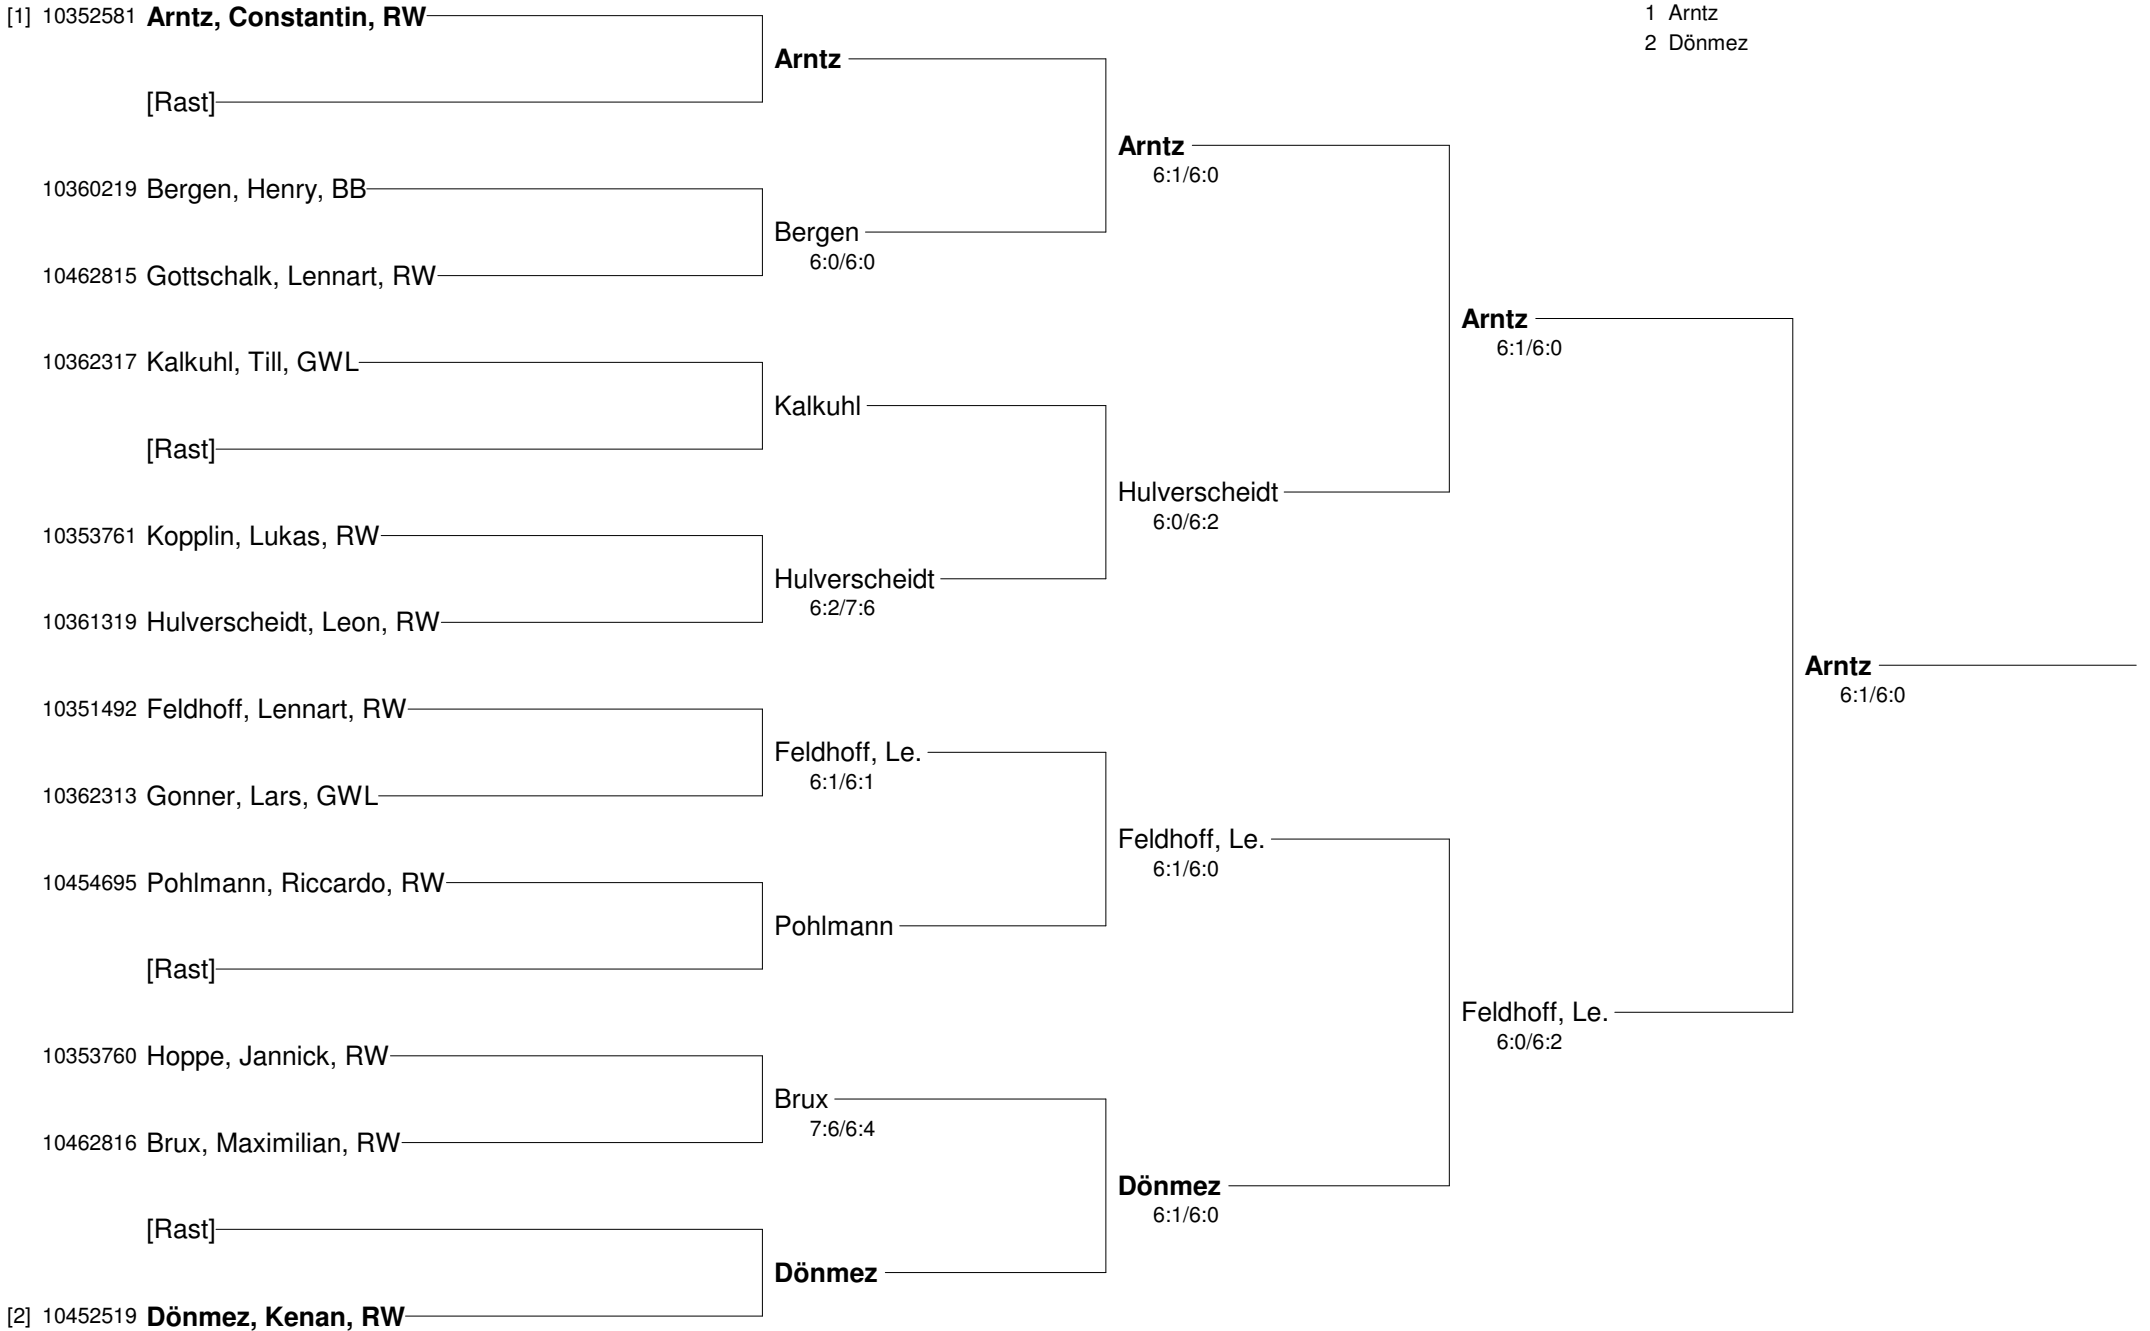 [1] 10352581 Arntz, Constantin, RW
[Rast]
10360219 Bergen, Henry, BB
10462815 Gottschalk, Lennart, RW
10362317 Kalkuhl, Till, GWL
[Rast]
10353761 Kopplin, Lukas, RW
10361319 Hulverscheidt, Leon, RW
10351492 Feldhoff, Lennart, RW
10362313 Gonner, Lars, GWL
10454695 Pohlmann, Riccardo, RW
[Rast]
10353760 Hoppe, Jannick, RW
10462816 Brux, Maximilian, RW
[Rast]
[2] 10452519 Dönmez, Kenan, RW
Arntz
Bergen
6:0/6:0
Kalkuhl
Hulverscheidt
6:2/7:6
Feldhoff, Le.
6:1/6:1
Pohlmann
Brux
7:6/6:4
Dönmez
Arntz
6:1/6:0
Hulverscheidt
6:0/6:2
Feldhoff, Le.
6:1/6:0
Dönmez
6:1/6:0
Arntz
6:1/6:0
Feldhoff, Le.
6:0/6:2
Arntz
6:1/6:0
1 Arntz
2 Dönmez